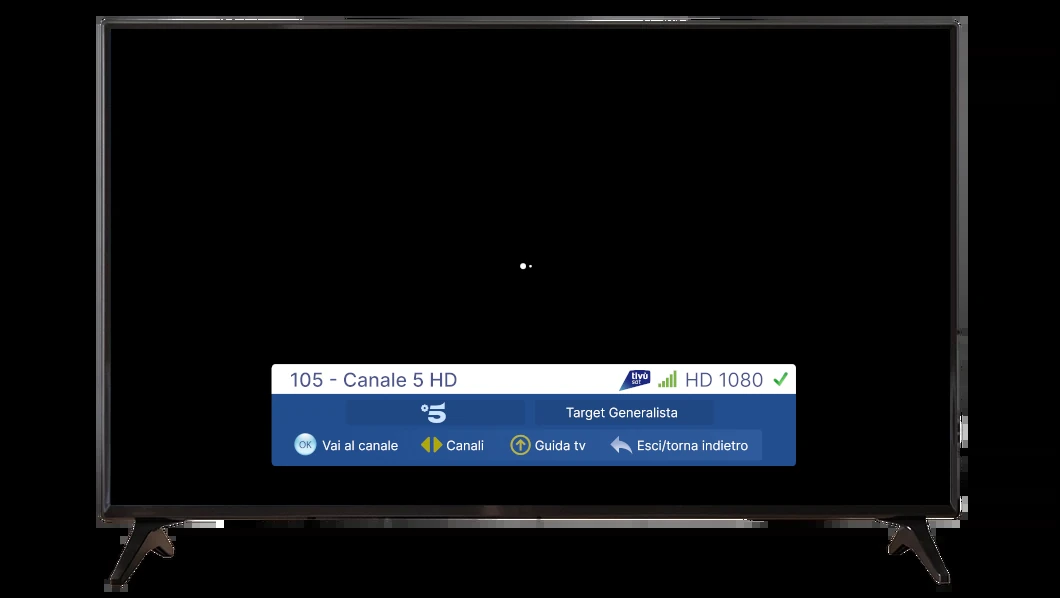 105 - Canale 5 HD
tivù
sat
HD 1080
5
Target Generalista
OK Vai al canale
Canali
Guida tv
Esci/torna indietro